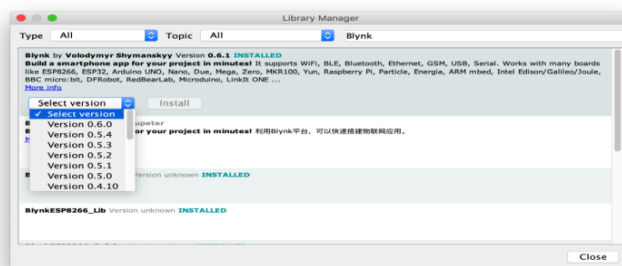 Library Manager
Type All Topic All Blynk
Blynk by Volodymyr Shymanskyy Version 0.6.1 INSTALLED
Build a smartphone app for your project in minutes! It supports WiFi, BLE, Bluetooth, Ethernet, GSM, USB, Serial. Works with many boards
like ESP8266, ESP32, Arduino UNO, Nano, Due, Mega, Zero, MKR100, Yun, Raspberry Pi, Particle, Energia, ARM mbed, Intel Edison/Galileo/Joule,
BBC micro:bit, DFRobot, RedBearLab, Microduino, LinkIt ONE ...
More info
Select version Install
✓ Select version
Version 0.6.0
Version 0.5.4
Version 0.5.3
Version 0.5.2
Version 0.5.1
Version 0.5.0
Version 0.4.10
for your project in minutes! 利用Blynk平台，可以快速搭建物联网应用。
Version unknown INSTALLED
BlynkESP8266_Lib Version unknown INSTALLED
Close